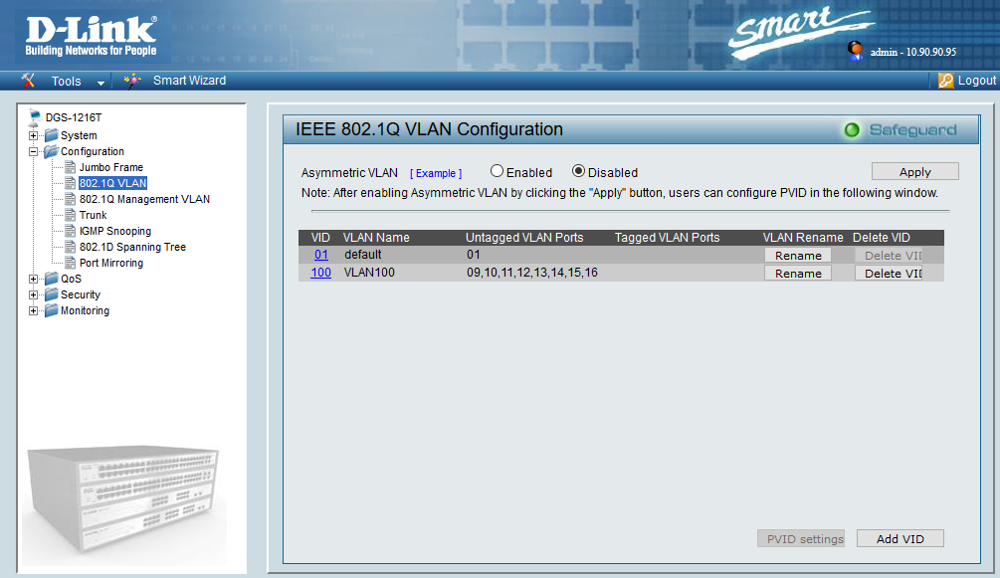 D-Link®
Building Networks for People
smart
admin - 10.90.90.95
Tools
Smart Wizard
Logout
DGS-1216T
System
Configuration
Jumbo Frame
802.1Q VLAN
802.1Q Management VLAN
Trunk
IGMP Snooping
802.1D Spanning Tree
Port Mirroring
QoS
Security
Monitoring
IEEE 802.1Q VLAN Configuration
Safeguard
Asymmetric VLAN [ Example ] Enabled Disabled Apply
Note: After enabling Asymmetric VLAN by clicking the "Apply" button, users can configure PVID in the following window.
VID VLAN Name Untagged VLAN Ports Tagged VLAN Ports VLAN Rename Delete VID
01 default 01 Rename Delete VI
100 VLAN100 09,10,11,12,13,14,15,16 Rename Delete VI
PVID settings Add VID